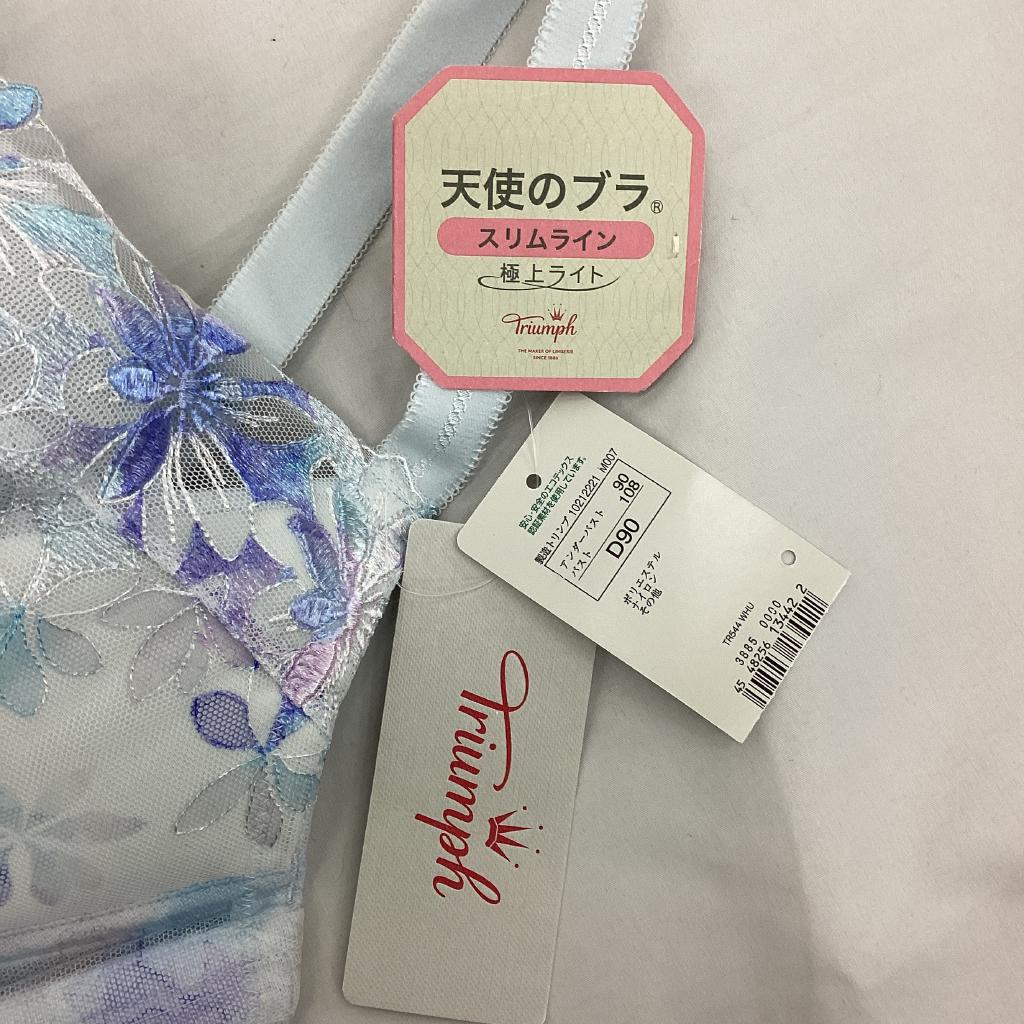 天使のブラ®
スリムライン
極上ライト
Triumph
THE MAKER OF LINGERIE
SINCE 1886
安心・安全のエコテックス
認証素材を使用しています。
製造トリンプ 10212221 M007
アンダーバスト 90
バスト 108
D90
ポリエステル
ナイロン
その他
TR544 WHU
3885 0000
45 48256 13442 2
Triumph